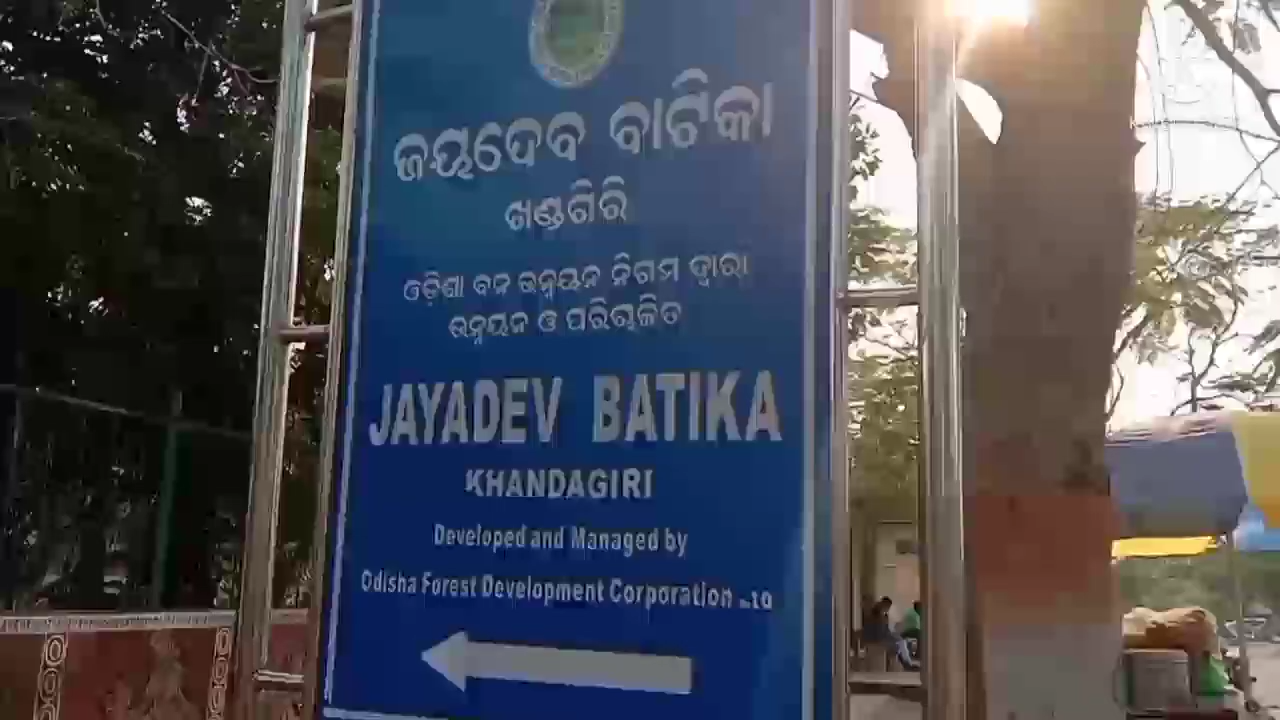 ଜୟଦେବ ବାଟିକା
ଖଣ୍ଡଗିରି
ଓଡ଼ିଶା ବନ ଉନ୍ନୟନ ନିଗମ ଦ୍ୱାରା
ଉନ୍ନୟନ ଓ ପରିଚାଳିତ
JAYADEV BATIKA
KHANDAGIRI
Developed and Managed by
Odisha Forest Development Corporation Ltd